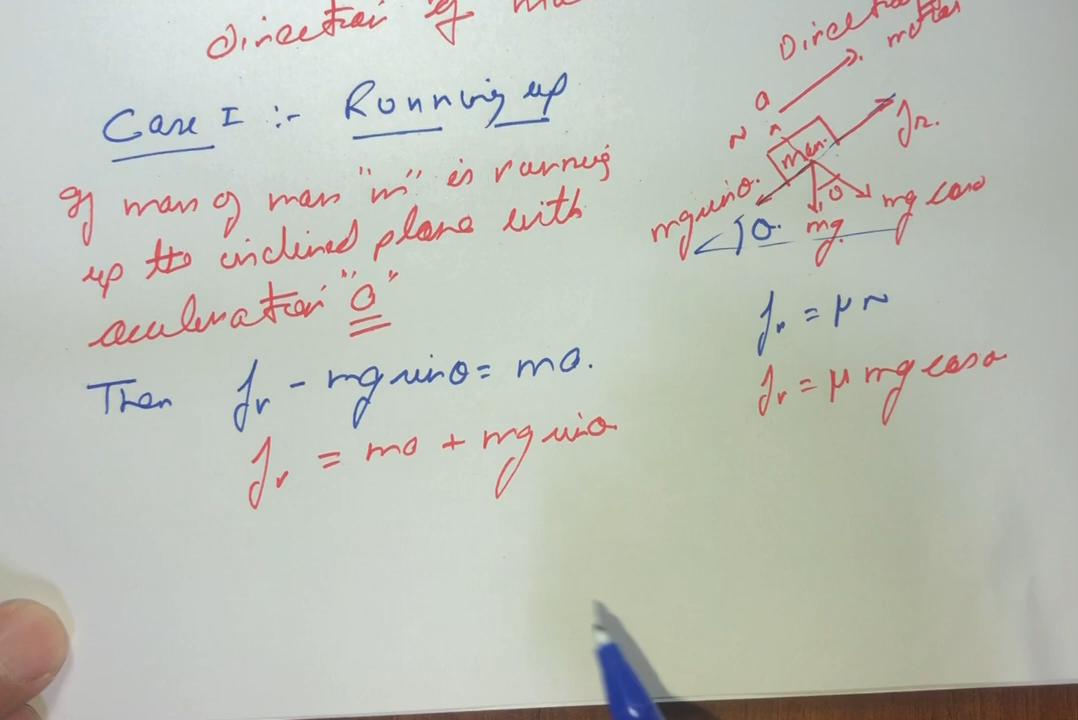 Direction of
Case I :- Running up
If man of mass "m" is running
up the inclined plane with
acceleration "a"
Then fr - mg sinθ = ma.
fr = ma + mg sinθ
Direction
motion
a
N
man
fr.
mg sinθ.
θ
mg cosθ
θ.
mg.
fr = μN
fr = μ mg cosθ